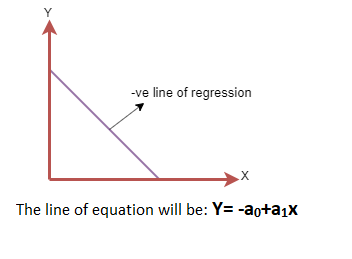 Y
-ve line of regression
X
The line of equation will be: Y= -a₀+a₁x